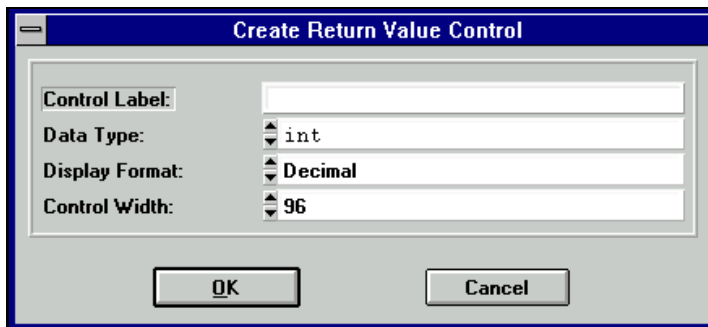 Create Return Value Control
Control Label:
Data Type: int
Display Format: Decimal
Control Width: 96
OK Cancel